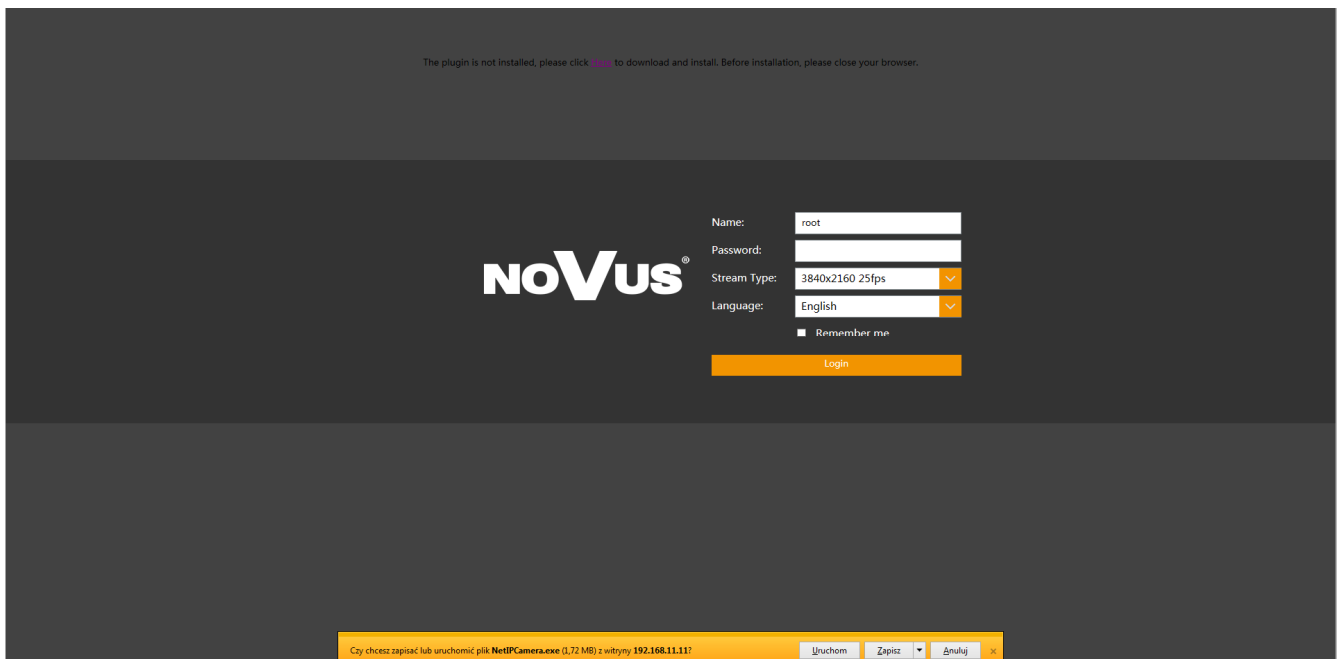 The plugin is not installed, please click Here to download and install. Before installation, please close your browser.
NOVUS®
Name: root
Password:
Stream Type: 3840x2160 25fps
Language: English
Remember me
Login
Czy chcesz zapisać lub uruchomić plik NetIPCamera.exe (1,72 MB) z witryny 192.168.11.11? Uruchom Zapisz Anuluj ×